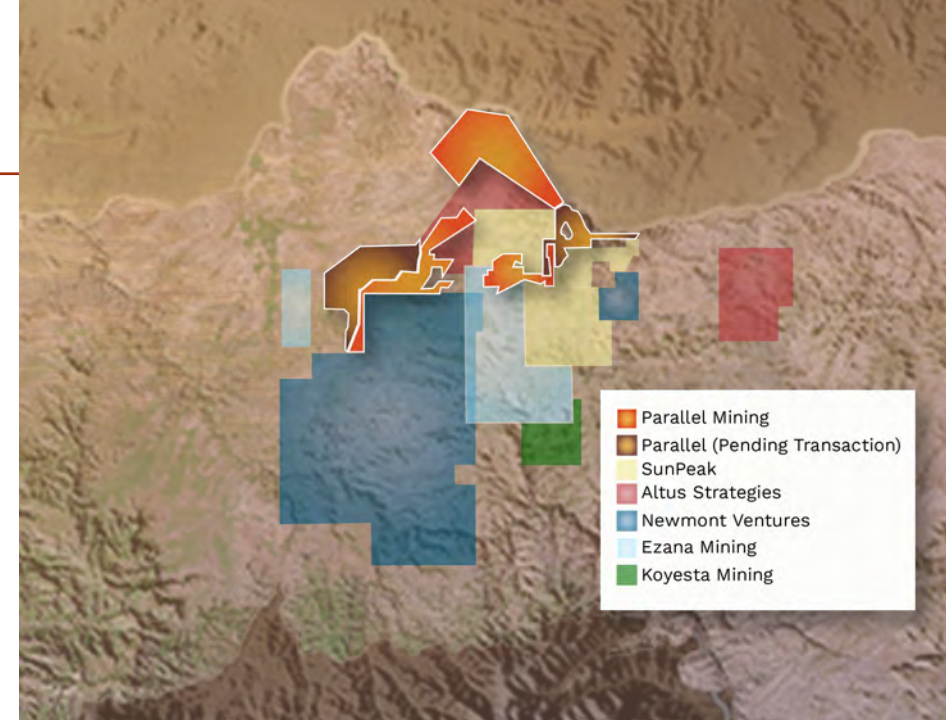 Parallel Mining
Parallel (Pending Transaction)
SunPeak
Altus Strategies
Newmont Ventures
Ezana Mining
Koyesta Mining